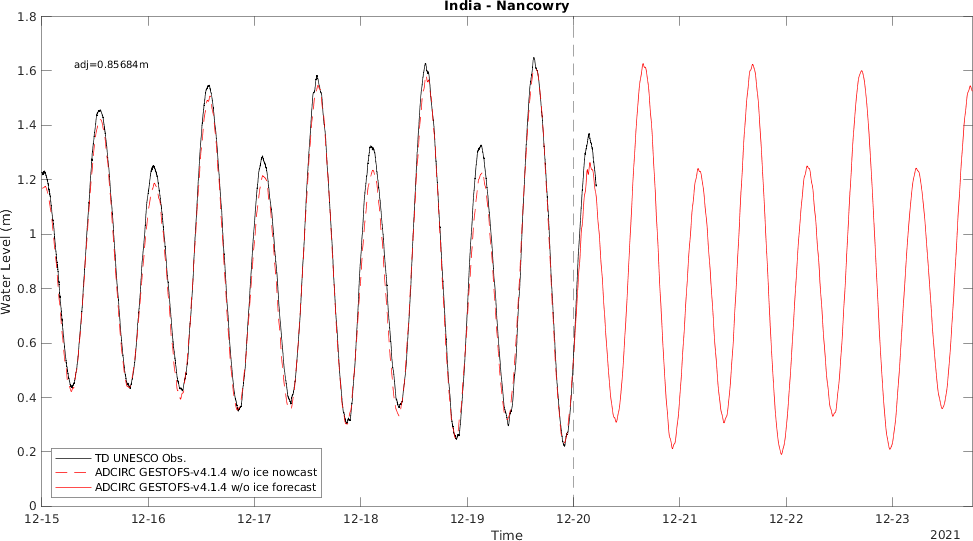 India - Nancowry
adj=0.85684m
1.8
1.6
1.4
1.2
1
0.8
0.6
0.4
0.2
0
Water Level (m)
TD UNESCO Obs.
ADCIRC GESTOFS-v4.1.4 w/o ice nowcast
ADCIRC GESTOFS-v4.1.4 w/o ice forecast
12-15 12-16 12-17 12-18 12-19 12-20 12-21 12-22 12-23
Time
2021